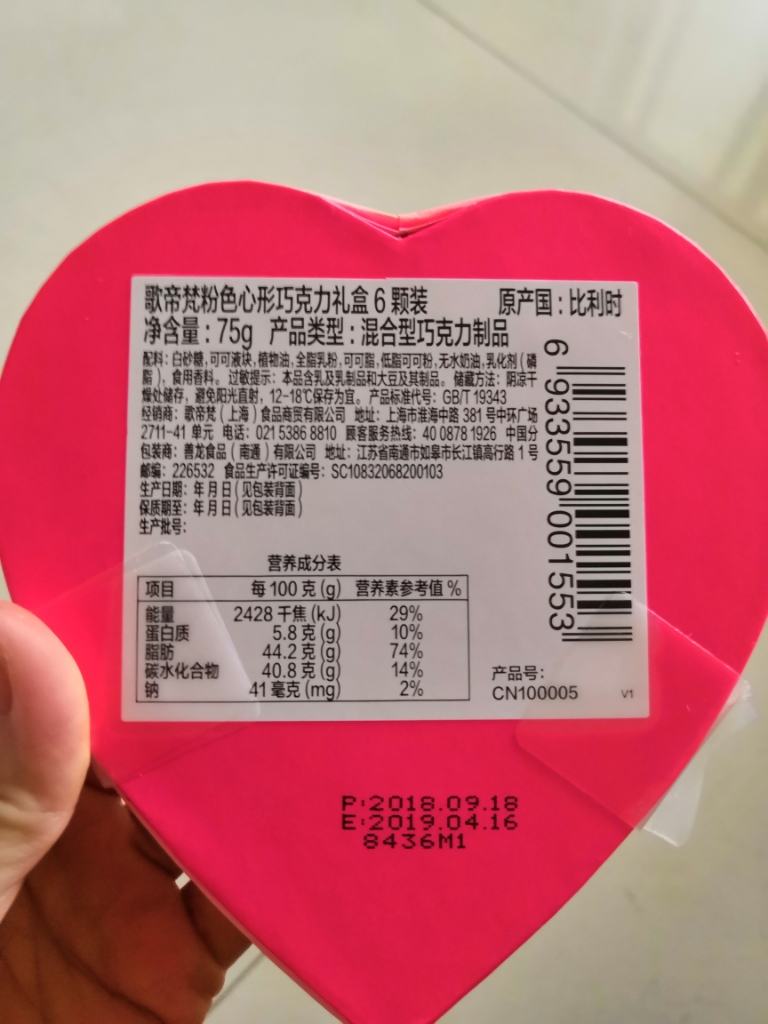 歌帝梵粉色心形巧克力礼盒 6 颗装 原产国：比利时
净含量：75g 产品类型：混合型巧克力制品
配料：白砂糖，可可液块，植物油，全脂乳粉，可可脂，低脂可可粉，无水奶油，乳化剂（磷
脂），食用香料。 过敏提示：本品含乳及乳制品和大豆及其制品。 储藏方法：阴凉干
燥处储存，避免阳光直射，12-18℃保存为宜。 产品标准代号：GB/T 19343
经销商：歌帝梵（上海）食品商贸有限公司 地址：上海市淮海中路 381 号中环广场
2711-41 单元 电话：021 5386 8810 顾客服务热线：40 0878 1926 中国分
包装商：善龙食品（南通）有限公司 地址：江苏省南通市如皋市长江镇高行路 1 号
邮编：226532 食品生产许可证编号：SC10832068200103
生产日期：年 月 日（见包装背面）
保质期至：年 月 日（见包装背面）
生产批号：
6 933559 001553
营养成分表
项目 每 100 克 (g) 营养素参考值 %
能量 2428 千焦 (kJ) 29%
蛋白质 5.8 克 (g) 10%
脂肪 44.2 克 (g) 74%
碳水化合物 40.8 克 (g) 14%
钠 41 毫克 (mg) 2%
产品号：
CN100005 V1
P:2018.09.18
E:2019.04.16
8436M1